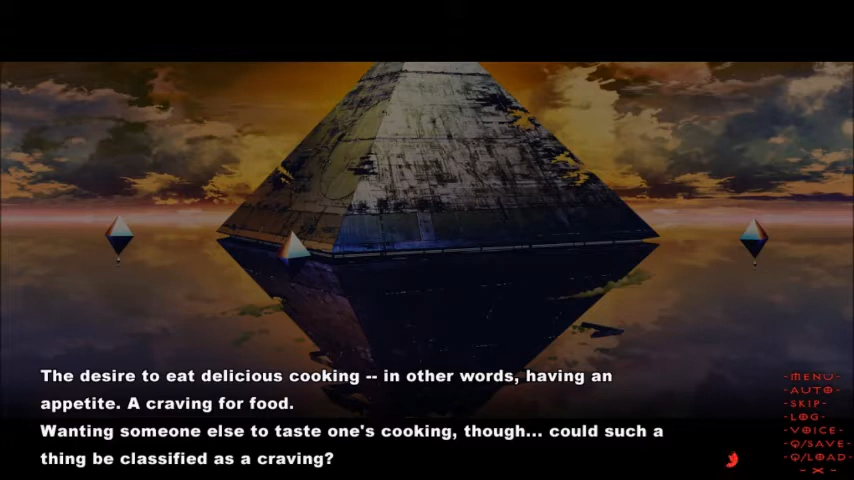 The desire to eat delicious cooking -- in other words, having an
appetite. A craving for food.
Wanting someone else to taste one's cooking, though... could such a
thing be classified as a craving?
-MENU-
-AUTO-
-SKIP-
-LOG-
-VOICE-
-Q/SAVE-
-Q/LOAD-
-X-